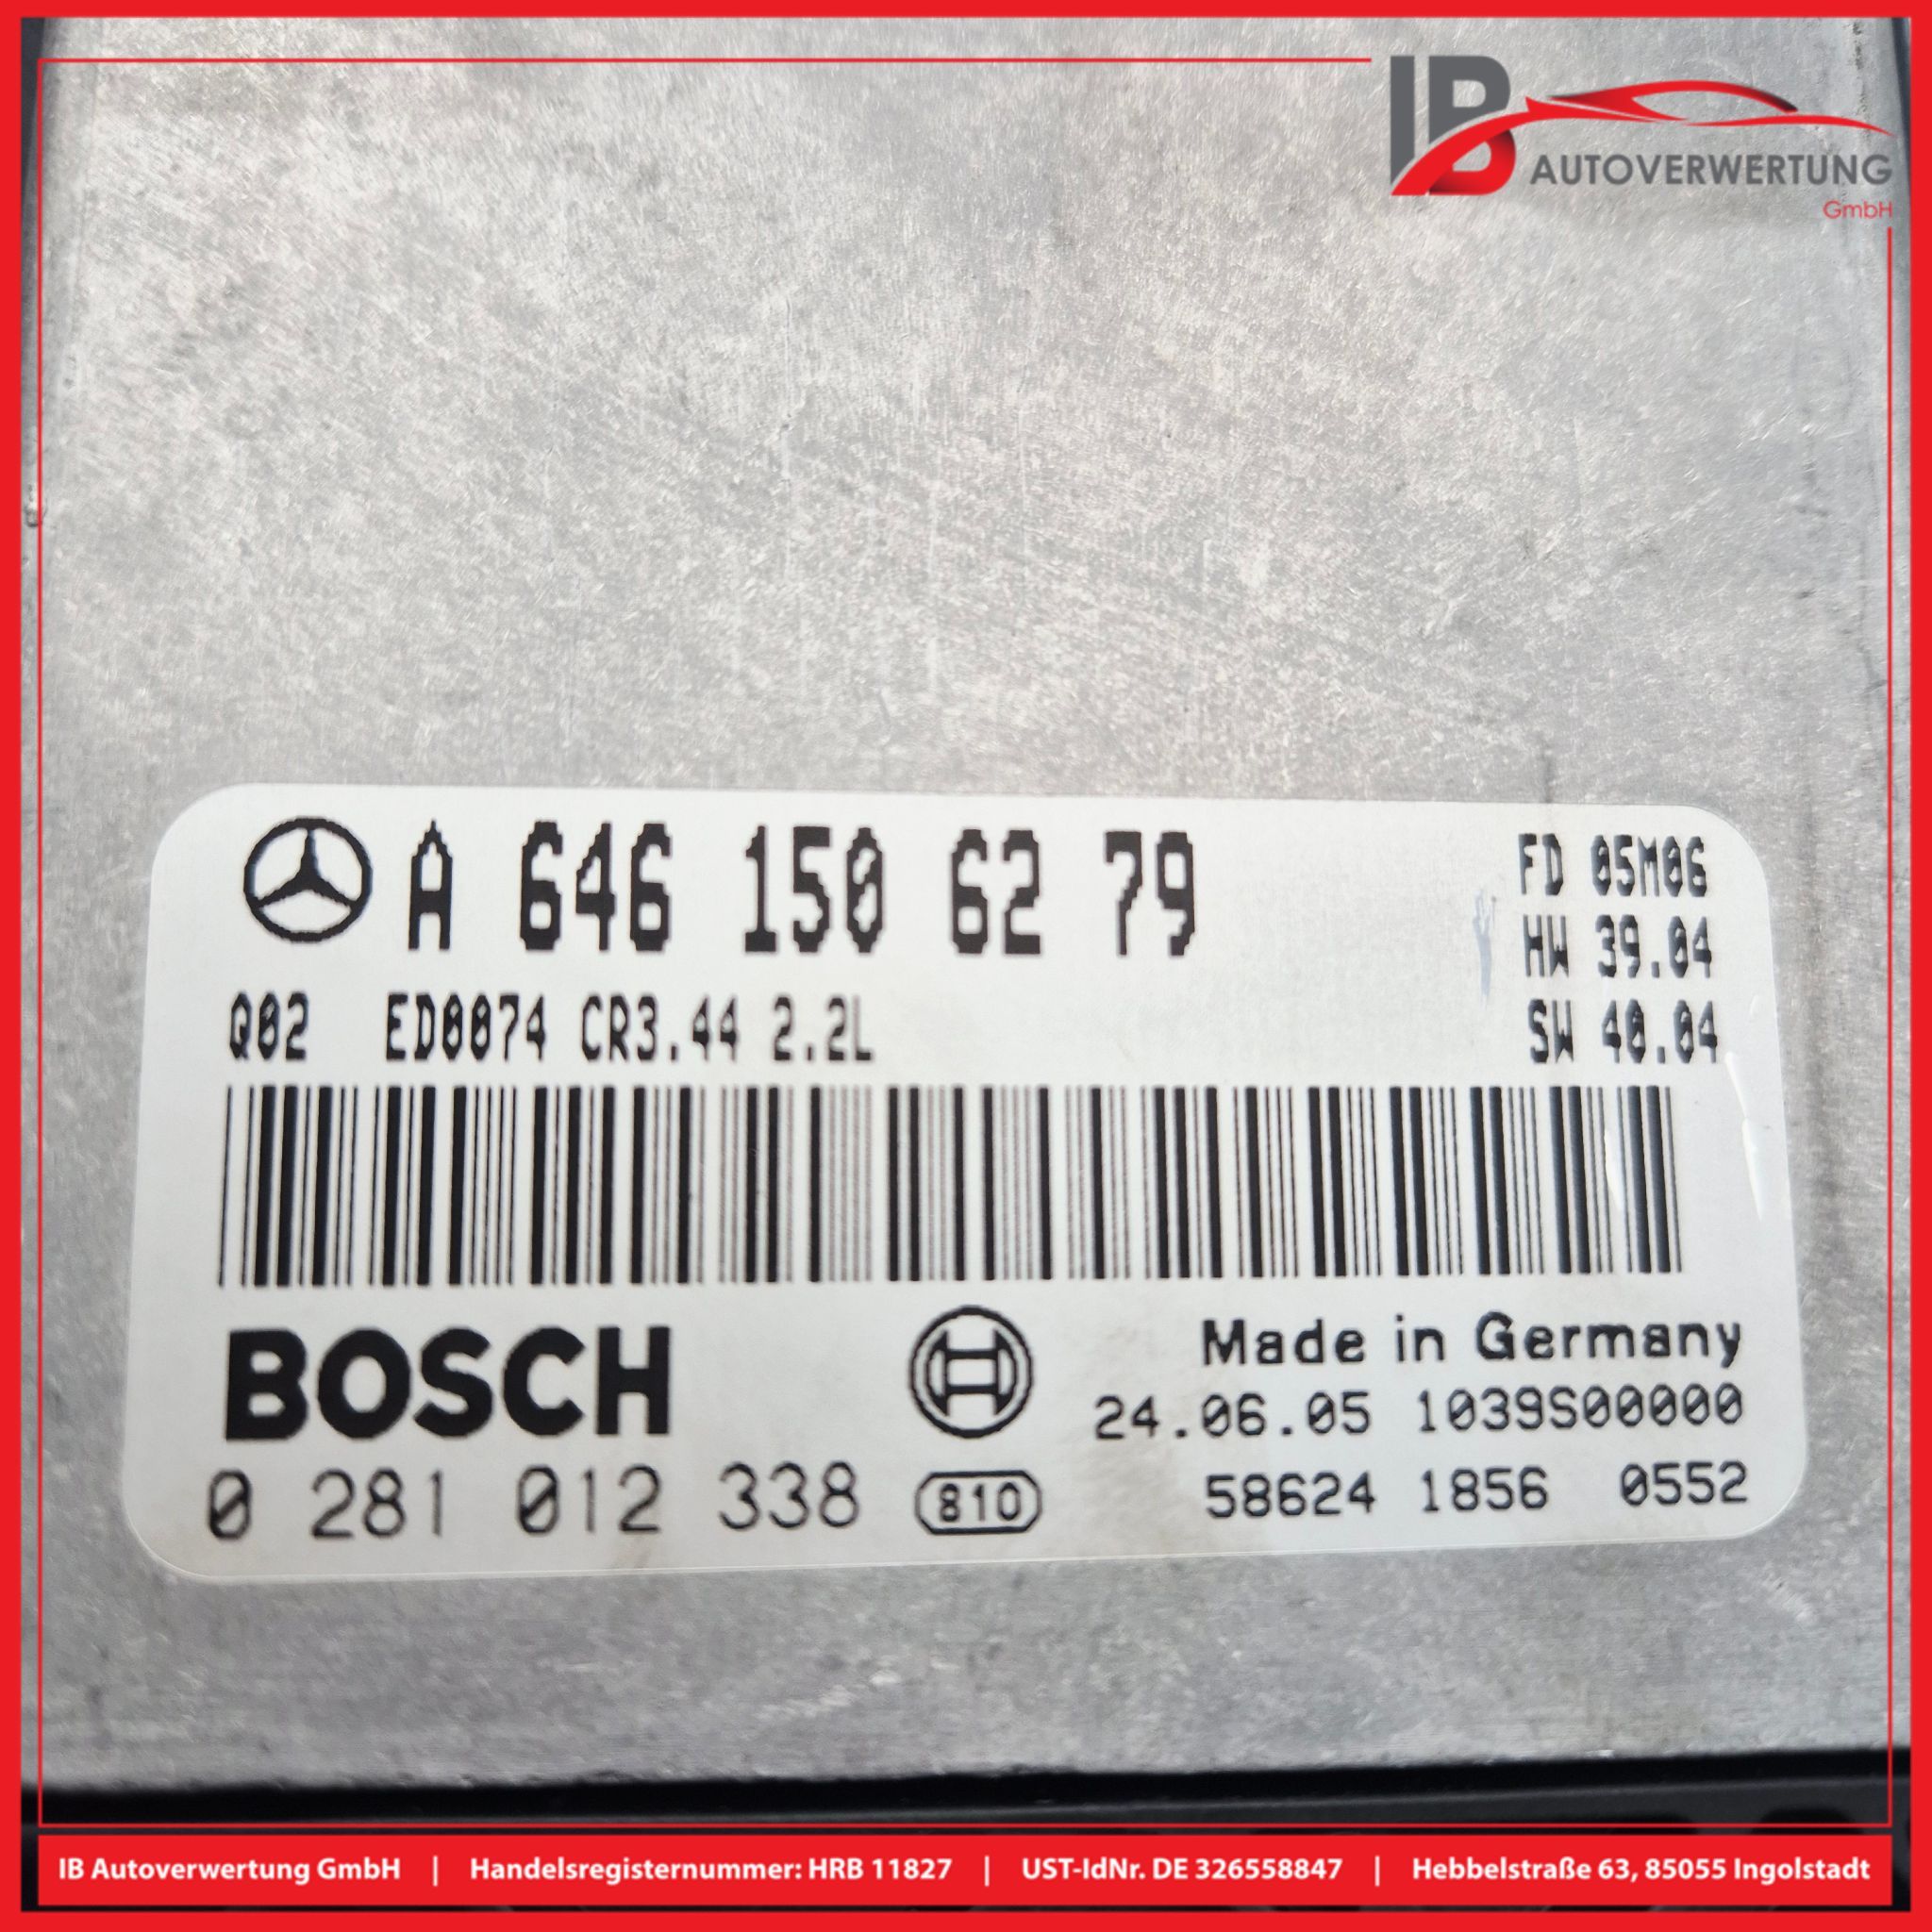 IB
AUTOVERWERTUNG
GmbH
A 646 150 62 79
FD 05M06
HW 39.04
Q02 ED0074 CR3.44 2.2L
SW 40.04
BOSCH
Made in Germany
24.06.05 1039S00000
0 281 012 338
810
58624 1856 0552
IB Autoverwertung GmbH | Handelsregisternummer: HRB 11827 | UST-IdNr. DE 326558847 | Hebbelstraße 63, 85055 Ingolstadt